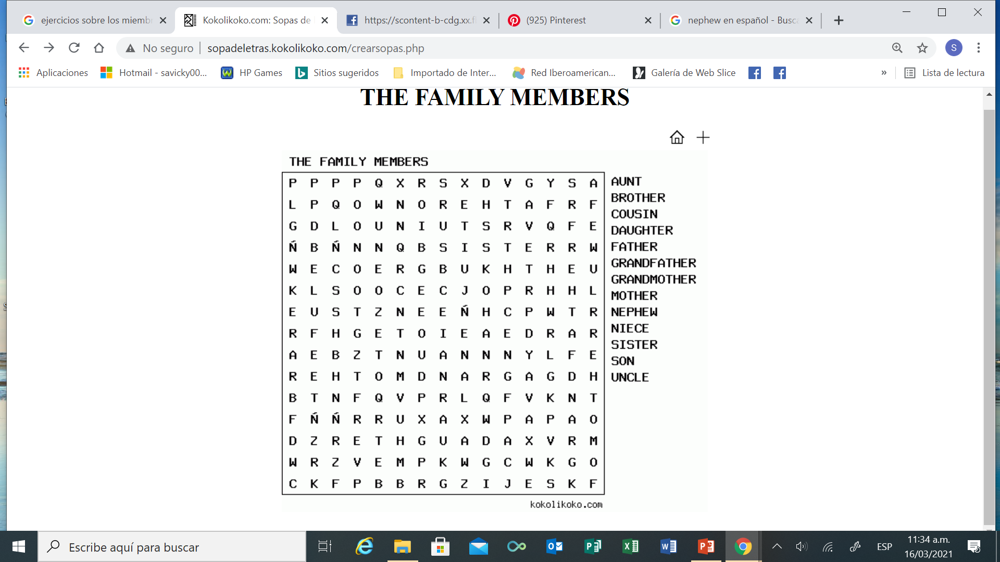 ejercicios sobre los miemb
Kokolikoko.com: Sopas de
https://scontent-b-cdg.xx.f
(925) Pinterest
nephew en español - Busc
No seguro
sopadeletras.kokolikoko.com/crearsopas.php
S
Aplicaciones
Hotmail - savicky00...
HP Games
Sitios sugeridos
Importado de Inter...
Red Iberoamerican...
Galería de Web Slice
»
Lista de lectura
THE FAMILY MEMBERS
THE FAMILY MEMBERS
P P P P Q X R S X D V G Y S A
L P Q O W N O R E H T A F R F
G D L O U N I U T S R V Q F E
Ñ B Ñ N N Q B S I S T E R R W
W E C O E R G B U K H T H E U
K L S O O C E C J O P R H H L
E U S T Z N E E Ñ H C P W T R
R F H G E T O I E A E D R A R
A E B Z T N U A N N N Y L F E
R E H T O M D N A R G A G D H
B T N F Q V P R L Q F V K N T
F Ñ Ñ R R U X A X W P A P A O
D Z R E T H G U A D A X V R M
W R Z V E M P K W G C W K G O
C K F P B B R G Z I J E S K F
AUNT
BROTHER
COUSIN
DAUGHTER
FATHER
GRANDFATHER
GRANDMOTHER
MOTHER
NEPHEW
NIECE
SISTER
SON
UNCLE
kokolikoko.com
Escribe aquí para buscar
ESP
11:34 a.m.
16/03/2021